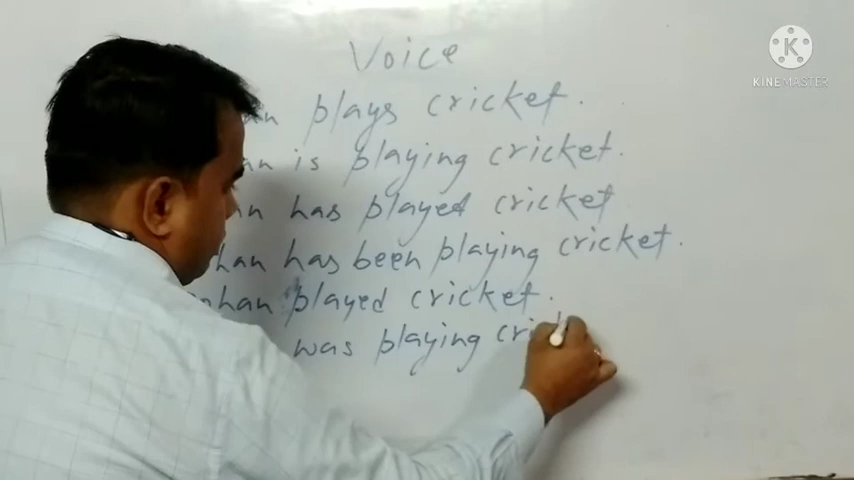 Voice
plays cricket.
is playing cricket.
has played cricket
has been playing cricket.
played cricket.
was playing
K
KINEMASTER